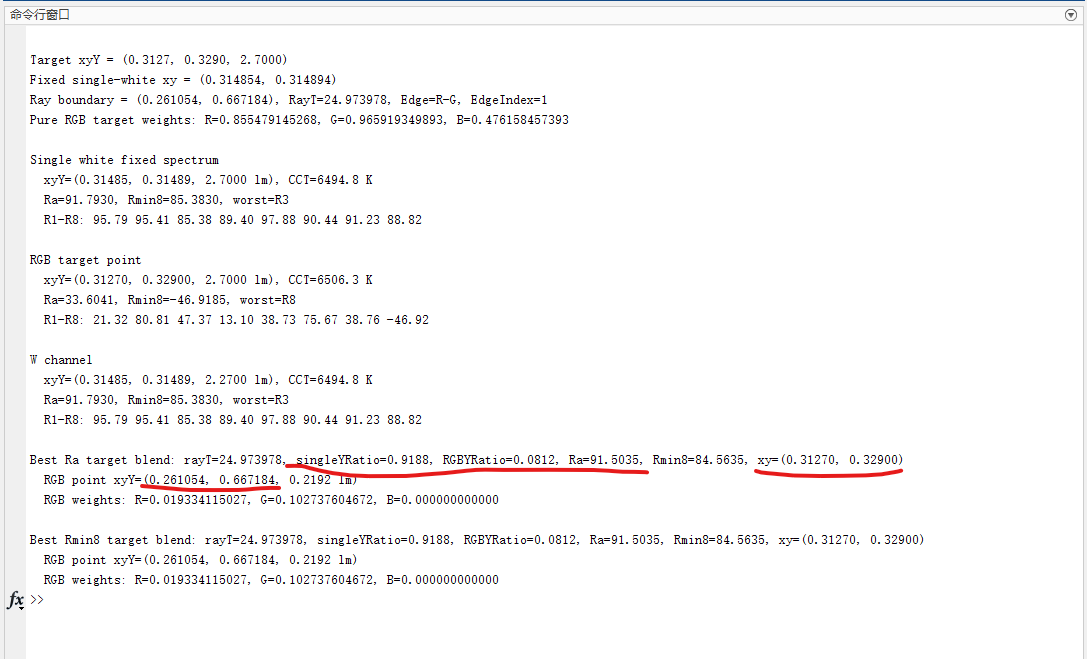 命令行窗口
Target xyY = (0.3127, 0.3290, 2.7000)
Fixed single-white xy = (0.314854, 0.314894)
Ray boundary = (0.261054, 0.667184), RayT=24.973978, Edge=R-G, EdgeIndex=1
Pure RGB target weights: R=0.855479145268, G=0.965919349893, B=0.476158457393
Single white fixed spectrum
xyY=(0.31485, 0.31489, 2.7000 lm), CCT=6494.8 K
Ra=91.7930, Rmin8=85.3830, worst=R3
R1-R8: 95.79 95.41 85.38 89.40 97.88 90.44 91.23 88.82
RGB target point
xyY=(0.31270, 0.32900, 2.7000 lm), CCT=6506.3 K
Ra=33.6041, Rmin8=-46.9185, worst=R8
R1-R8: 21.32 80.81 47.37 13.10 38.73 75.67 38.76 -46.92
W channel
xyY=(0.31485, 0.31489, 2.2700 lm), CCT=6494.8 K
Ra=91.7930, Rmin8=85.3830, worst=R3
R1-R8: 95.79 95.41 85.38 89.40 97.88 90.44 91.23 88.82
Best Ra target blend: rayT=24.973978, singleYRatio=0.9188, RGBYRatio=0.0812, Ra=91.5035, Rmin8=84.5635, xy=(0.31270, 0.32900)
RGB point xyY=(0.261054, 0.667184, 0.2192 lm)
RGB weights: R=0.019334115027, G=0.102737604672, B=0.000000000000
Best Rmin8 target blend: rayT=24.973978, singleYRatio=0.9188, RGBYRatio=0.0812, Ra=91.5035, Rmin8=84.5635, xy=(0.31270, 0.32900)
RGB point xyY=(0.261054, 0.667184, 0.2192 lm)
RGB weights: R=0.019334115027, G=0.102737604672, B=0.000000000000
fx >>